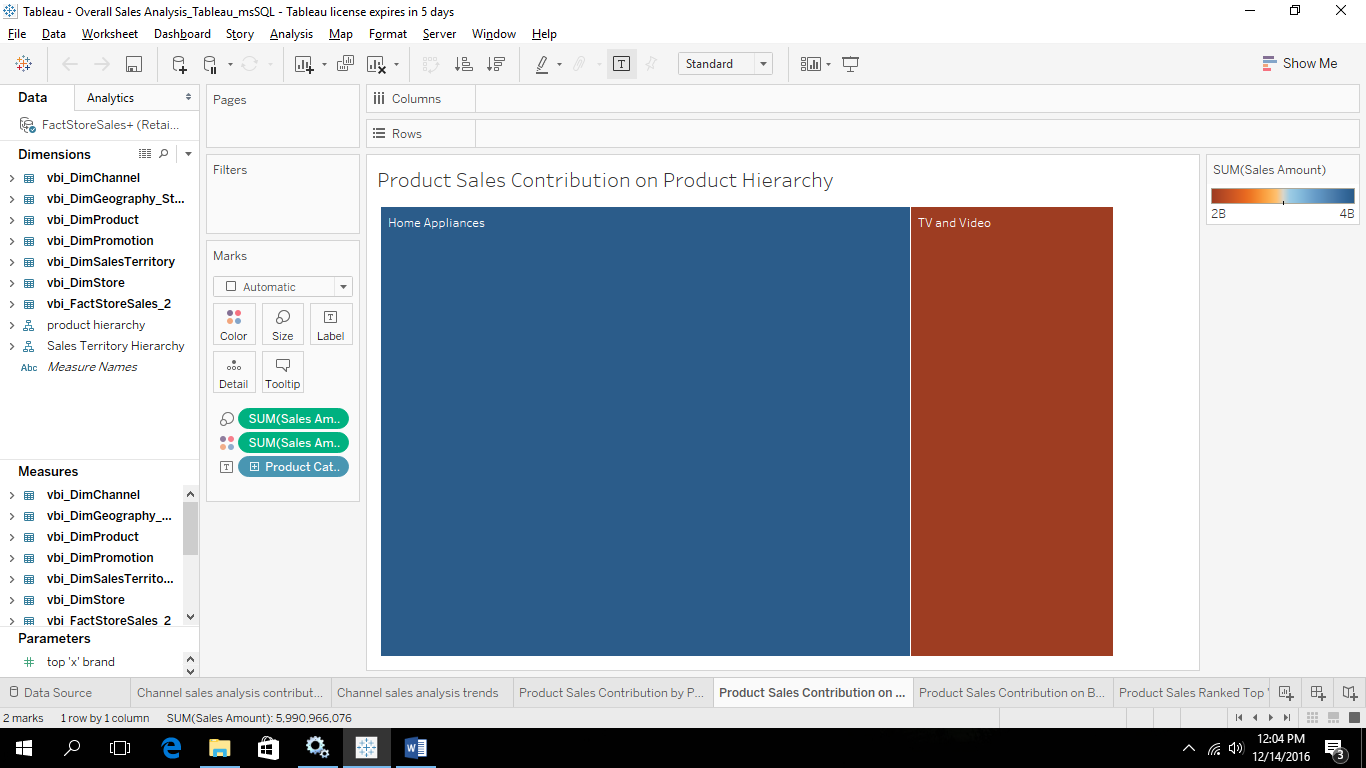 Tableau - Overall Sales Analysis_Tableau_msSQL - Tableau license expires in 5 days
File Data Worksheet Dashboard Story Analysis Map Format Server Window Help
Standard
Show Me
Data Analytics
FactStoreSales+ (Retai...
Dimensions
vbi_DimChannel
vbi_DimGeography_St...
vbi_DimProduct
vbi_DimPromotion
vbi_DimSalesTerritory
vbi_DimStore
vbi_FactStoreSales_2
product hierarchy
Sales Territory Hierarchy
Abc Measure Names
Measures
vbi_DimChannel
vbi_DimGeography_...
vbi_DimProduct
vbi_DimPromotion
vbi_DimSalesTerrito...
vbi_DimStore
vbi_FactStoreSales_2
Parameters
# top 'x' brand
Pages
Filters
Marks
Automatic
Color Size Label
Detail Tooltip
SUM(Sales Am..
SUM(Sales Am..
Product Cat..
Columns
Rows
Product Sales Contribution on Product Hierarchy
Home Appliances
TV and Video
SUM(Sales Amount)
2B 4B
Data Source Channel sales analysis contribut... Channel sales analysis trends Product Sales Contribution by P... Product Sales Contribution on ... Product Sales Contribution on B... Product Sales Ranked Top
2 marks 1 row by 1 column SUM(Sales Amount): 5,990,966,076
12:04 PM
12/14/2016
3